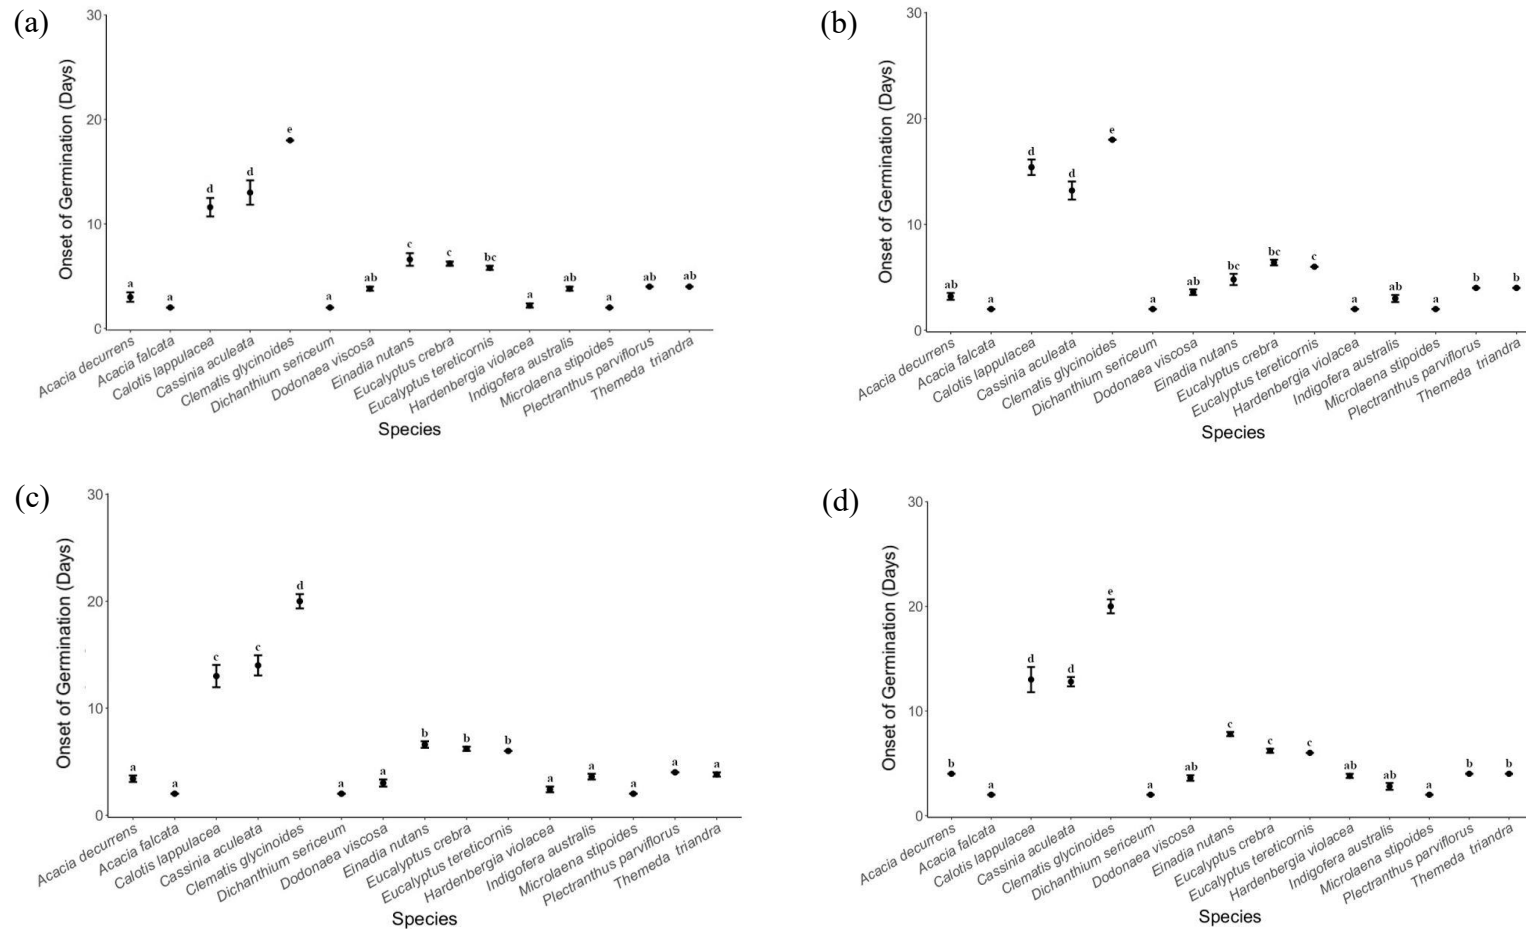 (a)
30
20
10
0
Onset of Germination (Days)
a
a
d
d
e
a
ab
c
c
bc
a
ab
a
ab
ab
Acacia decurrens
Acacia falcata
Calotis lappulacea
Cassinia aculeata
Clematis glycinoides
Dichanthium sericeum
Dodonaea viscosa
Einadia nutans
Eucalyptus crebra
Eucalyptus tereticornis
Hardenbergia violacea
Indigofera australis
Microlaena stipoides
Plectranthus parviflorus
Themeda triandra
Species
(b)
30
20
10
0
Onset of Germination (Days)
ab
a
d
d
e
a
ab
bc
bc
c
a
ab
a
b
b
Acacia decurrens
Acacia falcata
Calotis lappulacea
Cassinia aculeata
Clematis glycinoides
Dichanthium sericeum
Dodonaea viscosa
Einadia nutans
Eucalyptus crebra
Eucalyptus tereticornis
Hardenbergia violacea
Indigofera australis
Microlaena stipoides
Plectranthus parviflorus
Themeda triandra
Species
(c)
30
20
10
0
Onset of Germination (Days)
a
a
c
c
d
a
a
b
b
b
a
a
a
a
a
Acacia decurrens
Acacia falcata
Calotis lappulacea
Cassinia aculeata
Clematis glycinoides
Dichanthium sericeum
Dodonaea viscosa
Einadia nutans
Eucalyptus crebra
Eucalyptus tereticornis
Hardenbergia violacea
Indigofera australis
Microlaena stipoides
Plectranthus parviflorus
Themeda triandra
Species
(d)
30
20
10
0
Onset of Germination (Days)
b
a
d
d
e
a
ab
c
c
c
ab
ab
a
b
b
Acacia decurrens
Acacia falcata
Calotis lappulacea
Cassinia aculeata
Clematis glycinoides
Dichanthium sericeum
Dodonaea viscosa
Einadia nutans
Eucalyptus crebra
Eucalyptus tereticornis
Hardenbergia violacea
Indigofera australis
Microlaena stipoides
Plectranthus parviflorus
Themeda triandra
Species